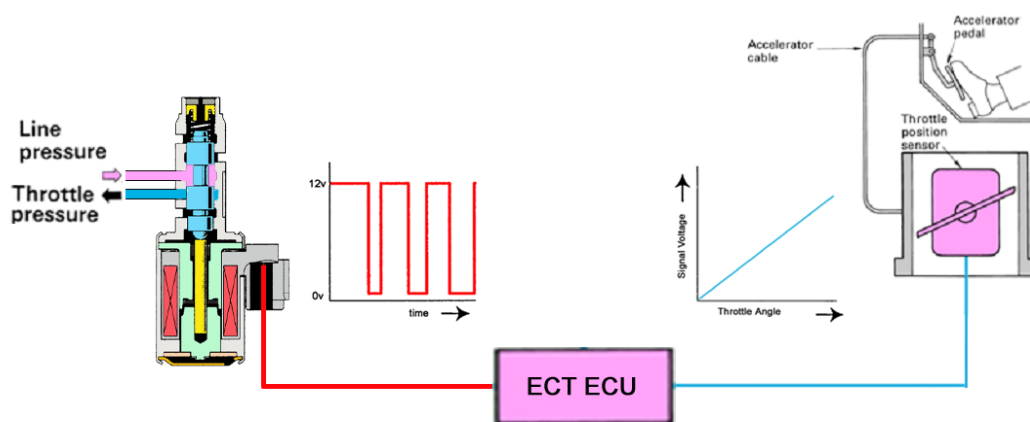 Line
pressure
Throttle
pressure
12v
0v
time
Signal Voltage
Throttle Angle
Accelerator
cable
Accelerator
pedal
Throttle
position
sensor
ECT ECU